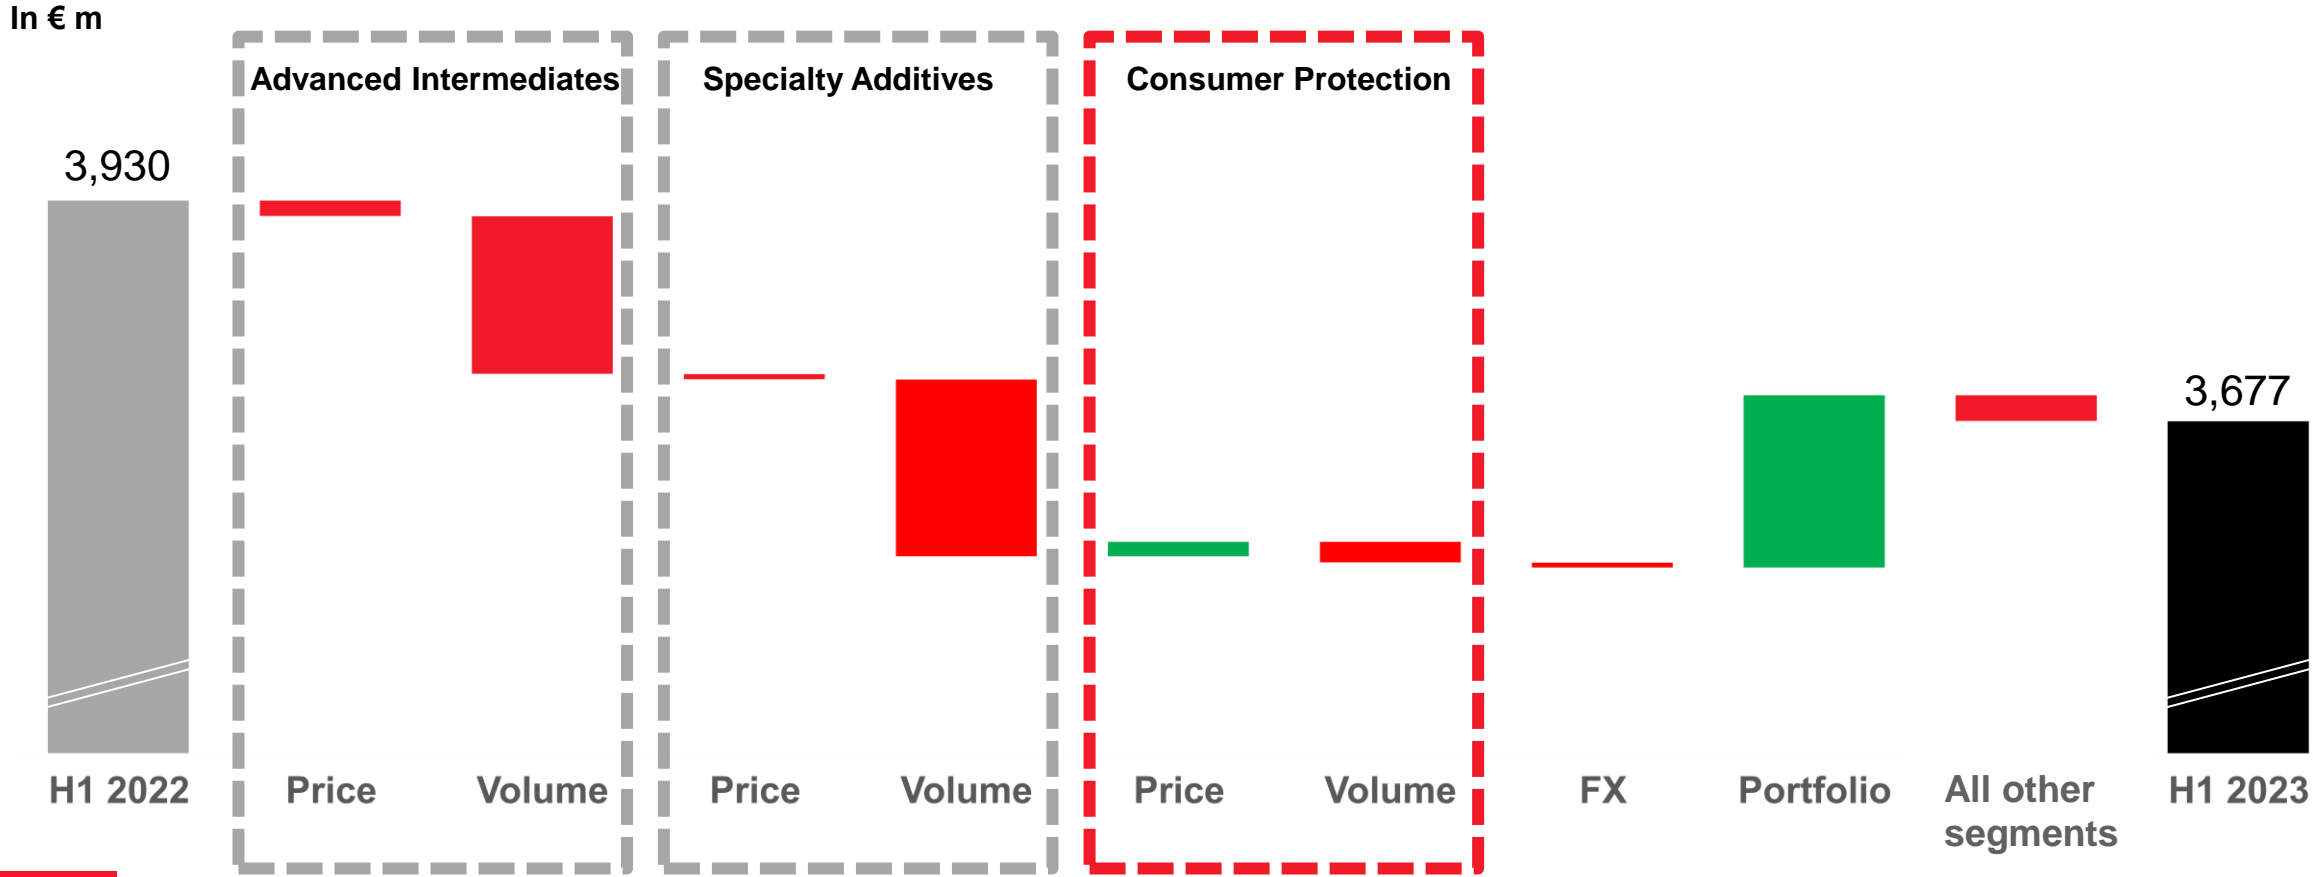 In € m
Advanced Intermediates
Specialty Additives
Consumer Protection
3,930
3,677
H1 2022
Price
Volume
Price
Volume
Price
Volume
FX
Portfolio
All other
segments
H1 2023